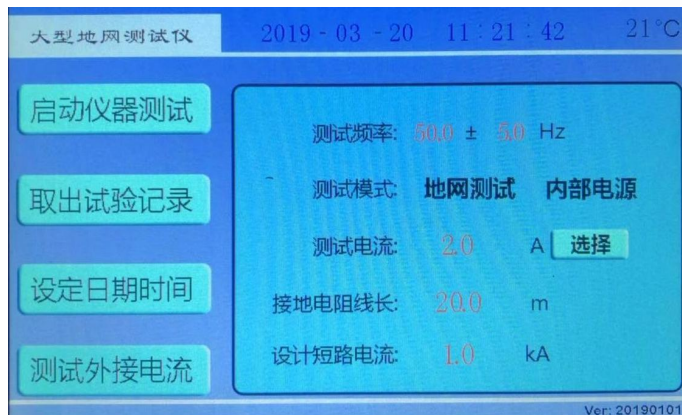 大型地网测试仪 2019-03-20 11:21:42 21°C
启动仪器测试
取出试验记录
设定日期时间
测试外接电流
测试频率: 50.0 ± 5.0 Hz
测试模式: 地网测试 内部电源
测试电流: 2.0 A 选择
接地电阻线长: 20.0 m
设计短路电流: 1.0 kA
Ver: 20190101